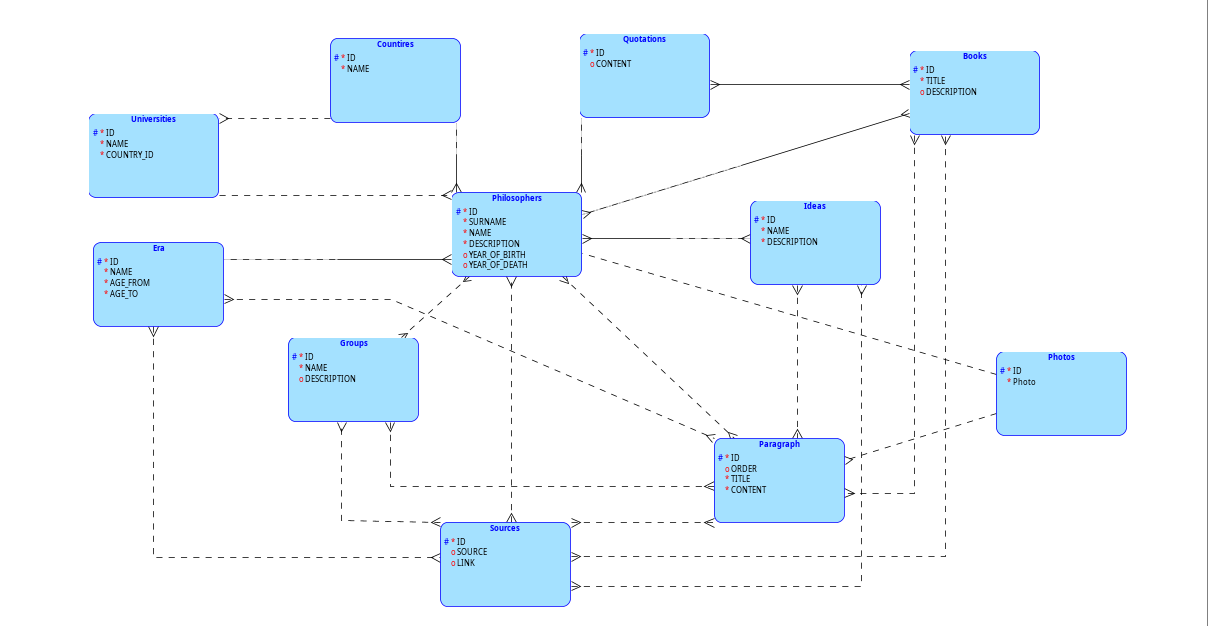 Countires
# * ID
* NAME
Quotations
# * ID
o CONTENT
Books
# * ID
* TITLE
o DESCRIPTION
Universities
# * ID
* NAME
* COUNTRY_ID
Philosophers
# * ID
* SURNAME
* NAME
* DESCRIPTION
o YEAR_OF_BIRTH
o YEAR_OF_DEATH
Ideas
# * ID
* NAME
* DESCRIPTION
Era
# * ID
* NAME
* AGE_FROM
* AGE_TO
Groups
# * ID
* NAME
o DESCRIPTION
Photos
# * ID
* Photo
Paragraph
# * ID
o ORDER
* TITLE
* CONTENT
Sources
# * ID
o SOURCE
o LINK